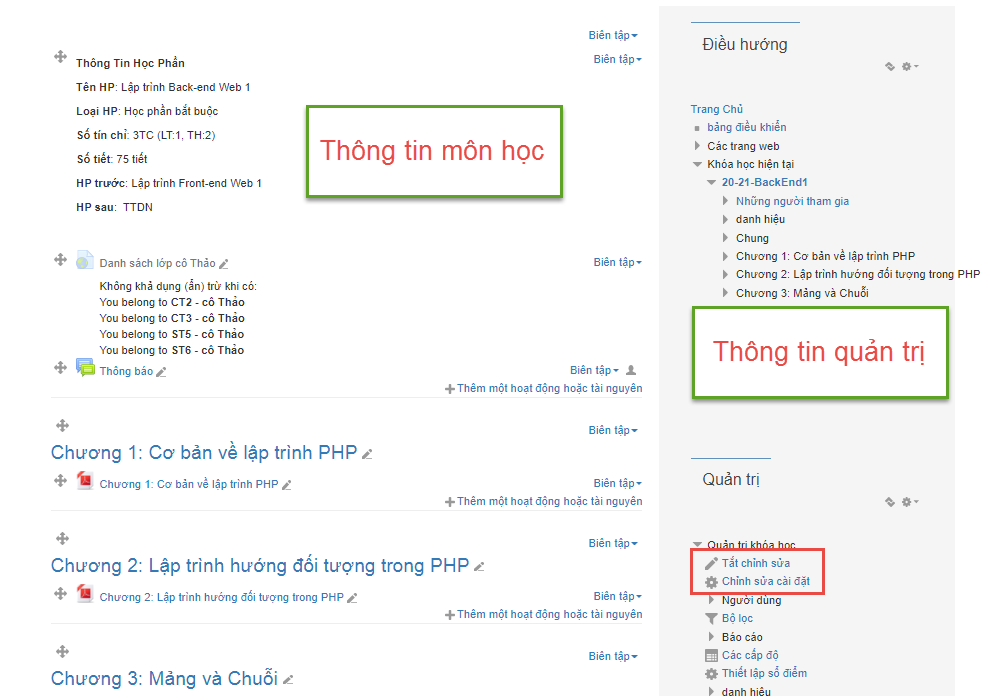 Biên tập
Biên tập
Thông Tin Học Phần
Tên HP: Lập trình Back-end Web 1
Loại HP: Học phần bắt buộc
Số tín chỉ: 3TC (LT:1, TH:2)
Số tiết: 75 tiết
HP trước: Lập trình Front-end Web 1
HP sau: TTDN
Thông tin môn học
Danh sách lớp cô Thảo
Biên tập
Không khả dụng (ẩn) trừ khi có:
You belong to CT2 - cô Thảo
You belong to CT3 - cô Thảo
You belong to ST5 - cô Thảo
You belong to ST6 - cô Thảo
Thông báo
Biên tập
Thêm một hoạt động hoặc tài nguyên
Biên tập
Chương 1: Cơ bản về lập trình PHP
Chương 1: Cơ bản về lập trình PHP
Biên tập
Thêm một hoạt động hoặc tài nguyên
Biên tập
Chương 2: Lập trình hướng đối tượng trong PHP
Chương 2: Lập trình hướng đối tượng trong PHP
Biên tập
Thêm một hoạt động hoặc tài nguyên
Biên tập
Chương 3: Mảng và Chuỗi
Điều hướng
Trang Chủ
bảng điều khiển
Các trang web
Khóa học hiện tại
20-21-BackEnd1
Những người tham gia
danh hiệu
Chung
Chương 1: Cơ bản về lập trình PHP
Chương 2: Lập trình hướng đối tượng trong PHP
Chương 3: Mảng và Chuỗi
Thông tin quản trị
Quản trị
Quản trị khóa học
Tắt chỉnh sửa
Chỉnh sửa cài đặt
Người dùng
Bộ lọc
Báo cáo
Các cấp độ
Thiết lập sổ điểm
danh hiệu